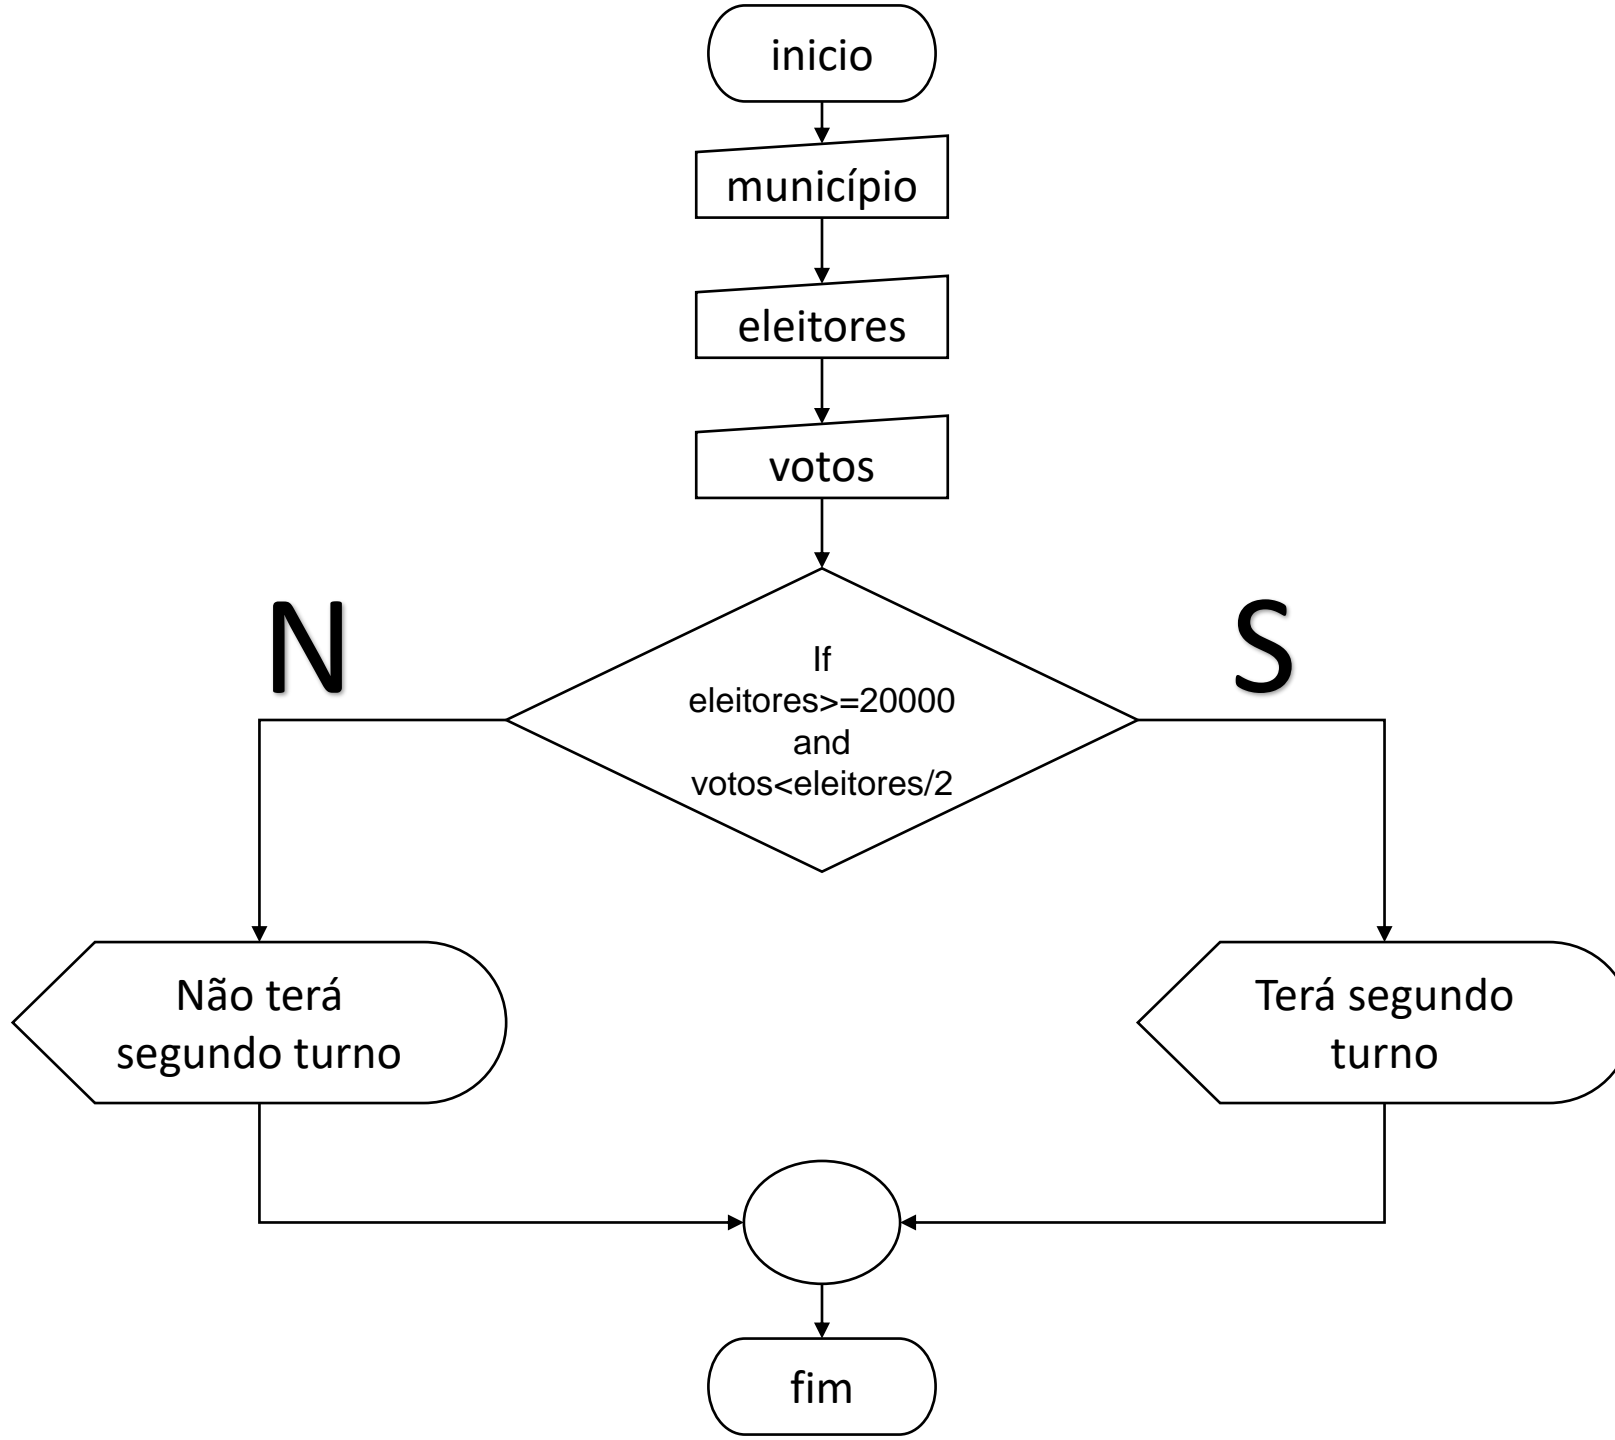 inicio
município
eleitores
votos
N
S
If
eleitores>=20000
and
votos<eleitores/2
Não terá
segundo turno
Terá segundo
turno
fim